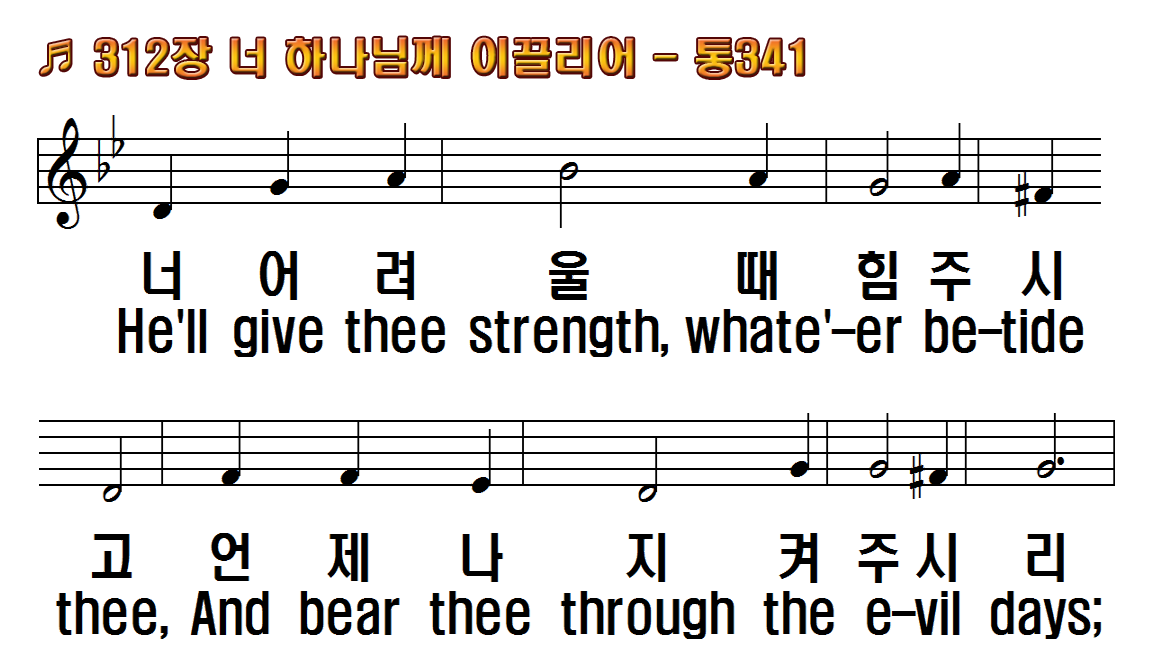 ♬ 312장 너 하나님께 이끌리어 - 통341
너 어 려 울 때 힘 주 시
He'll give thee strength, whate'-er be-tide
고 언 제 나 지 켜 주 시 리
thee, And bear thee through the e-vil days;